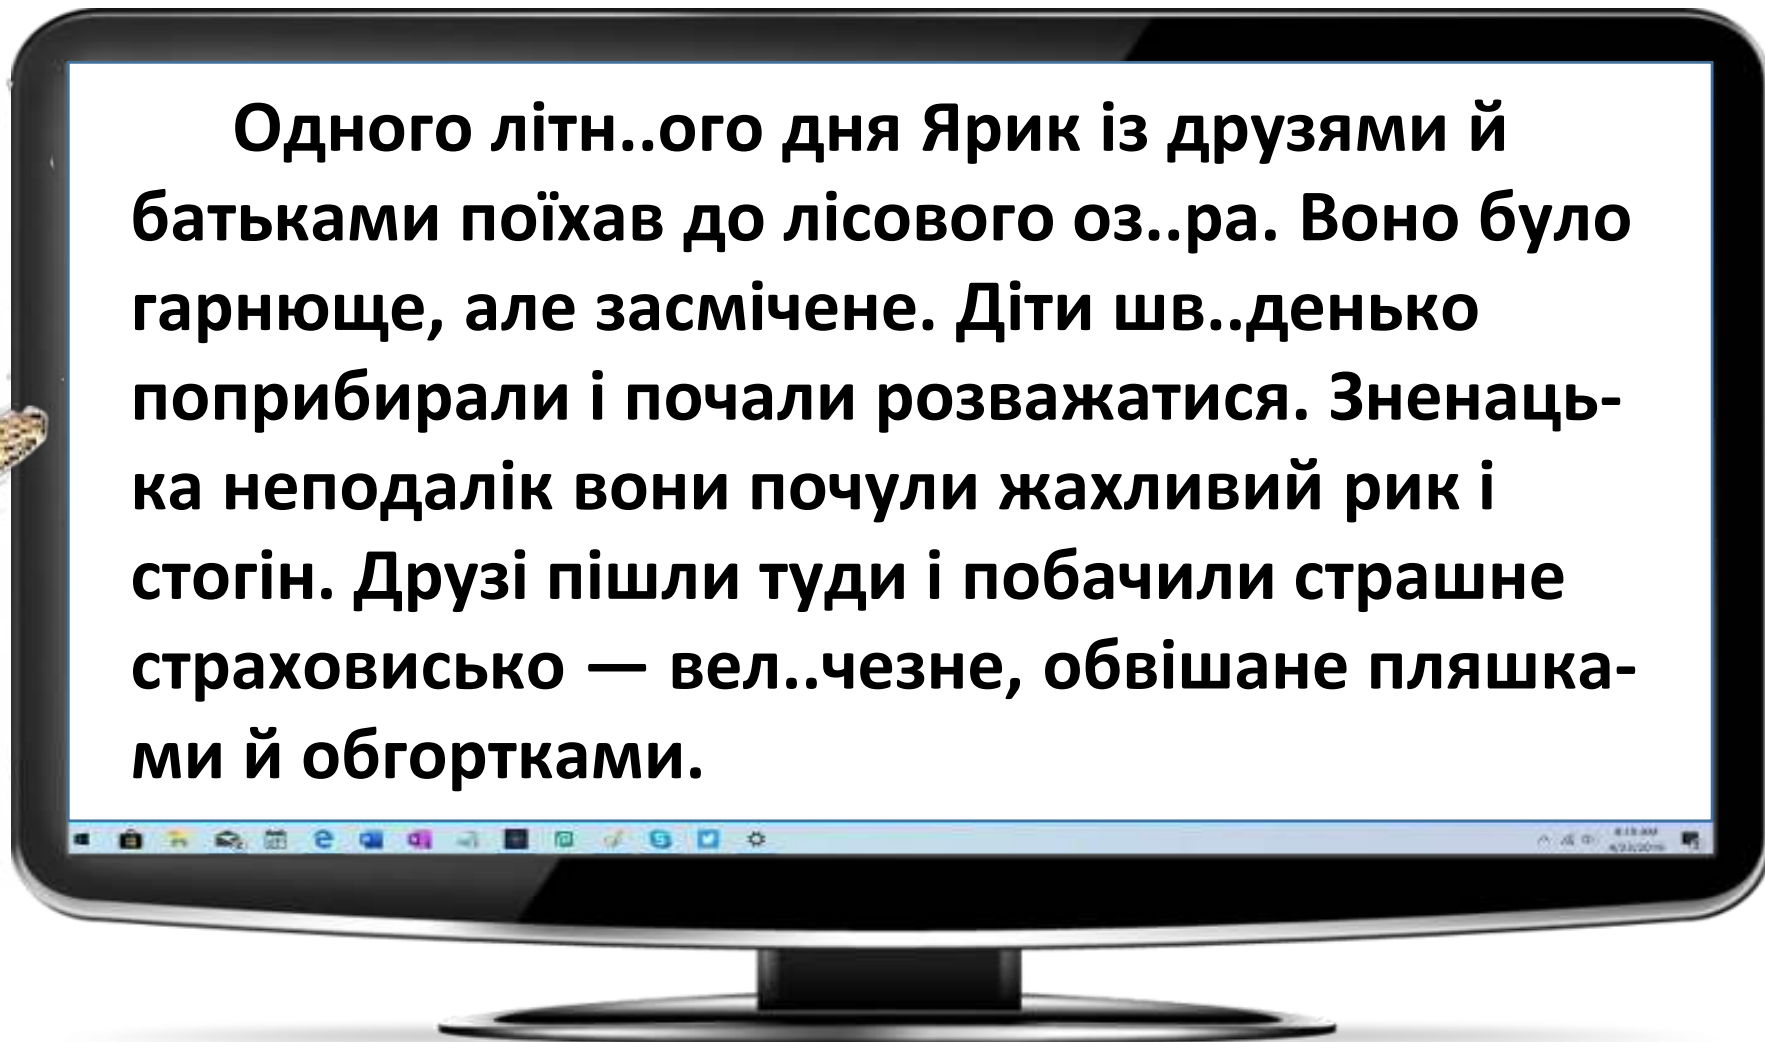 Одного літн..ого дня Ярик із друзями й
батьками поїхав до лісового оз..ра. Воно було
гарнюще, але засмічене. Діти шв..денько
поприбирали і почали розважатися. Зненаць-
ка неподалік вони почули жахливий рик і
стогін. Друзі пішли туди і побачили страшне
страховисько — вел..чезне, обвішане пляшка-
ми й обгортками.